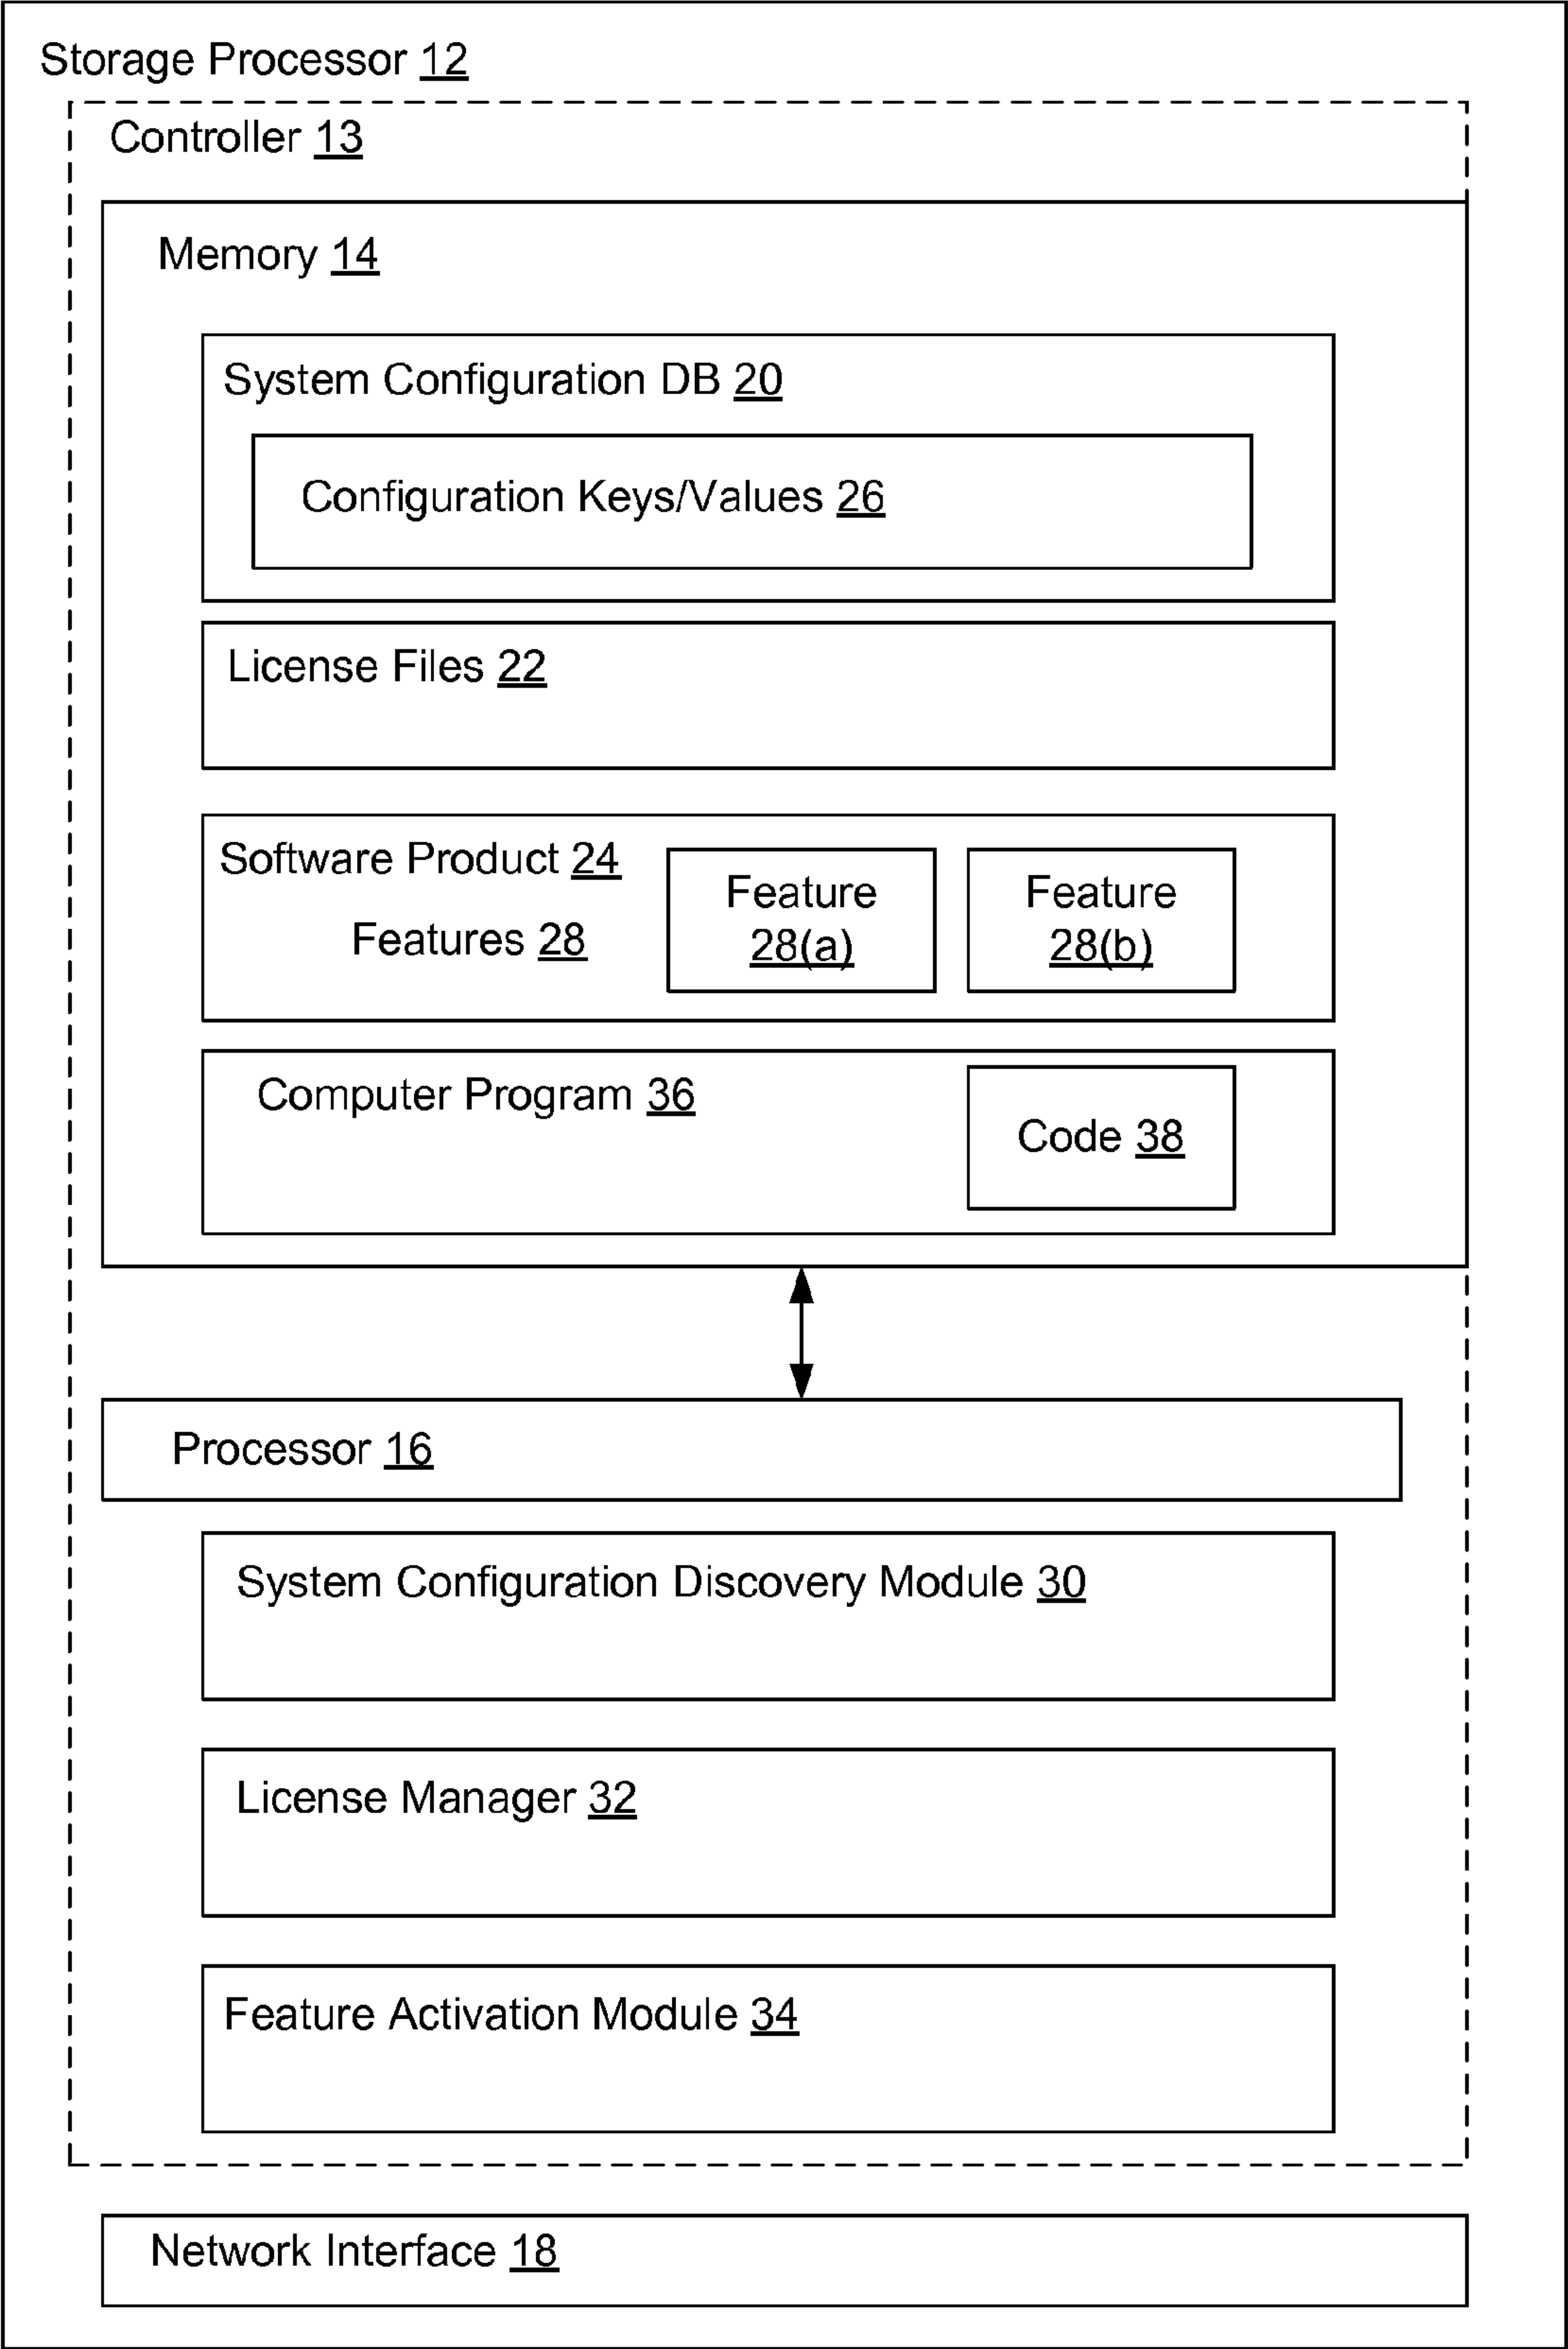 Storage Processor 12
Controller 13
Memory 14
System Configuration DB 20
Configuration Keys/Values 26
License Files 22
Software Product 24
Features 28
Feature
28(a)
Feature
28(b)
Computer Program 36
Code 38
Processor 16
System Configuration Discovery Module 30
License Manager 32
Feature Activation Module 34
Network Interface 18